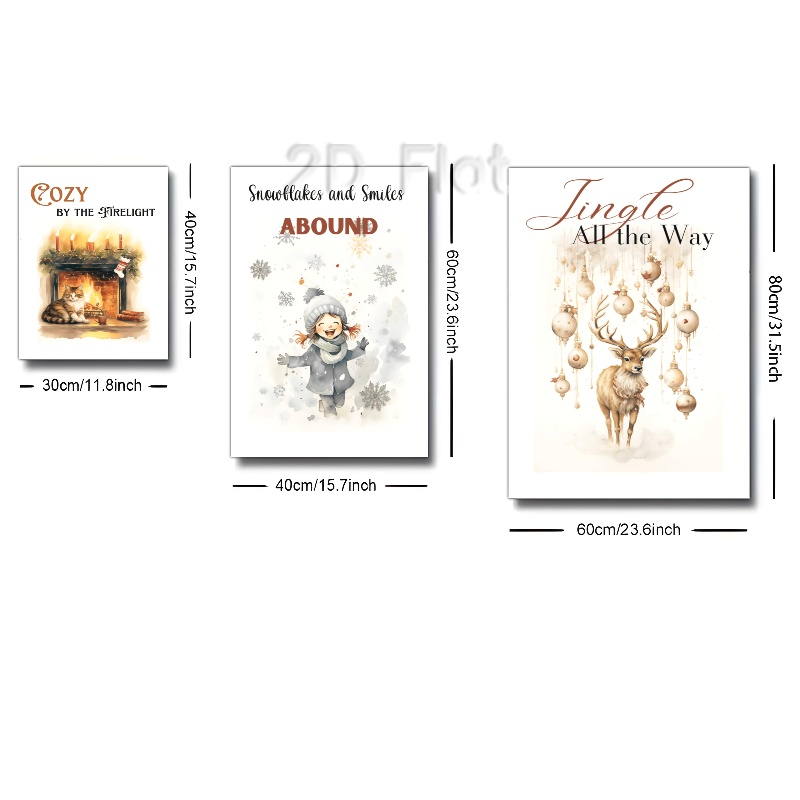 2D Flat
COZY
BY THE FIRELIGHT
40cm/15.7inch
30cm/11.8inch
Snowflakes and Smiles
ABOUND
60cm/23.6inch
40cm/15.7inch
Jingle
All the Way
80cm/31.5inch
60cm/23.6inch